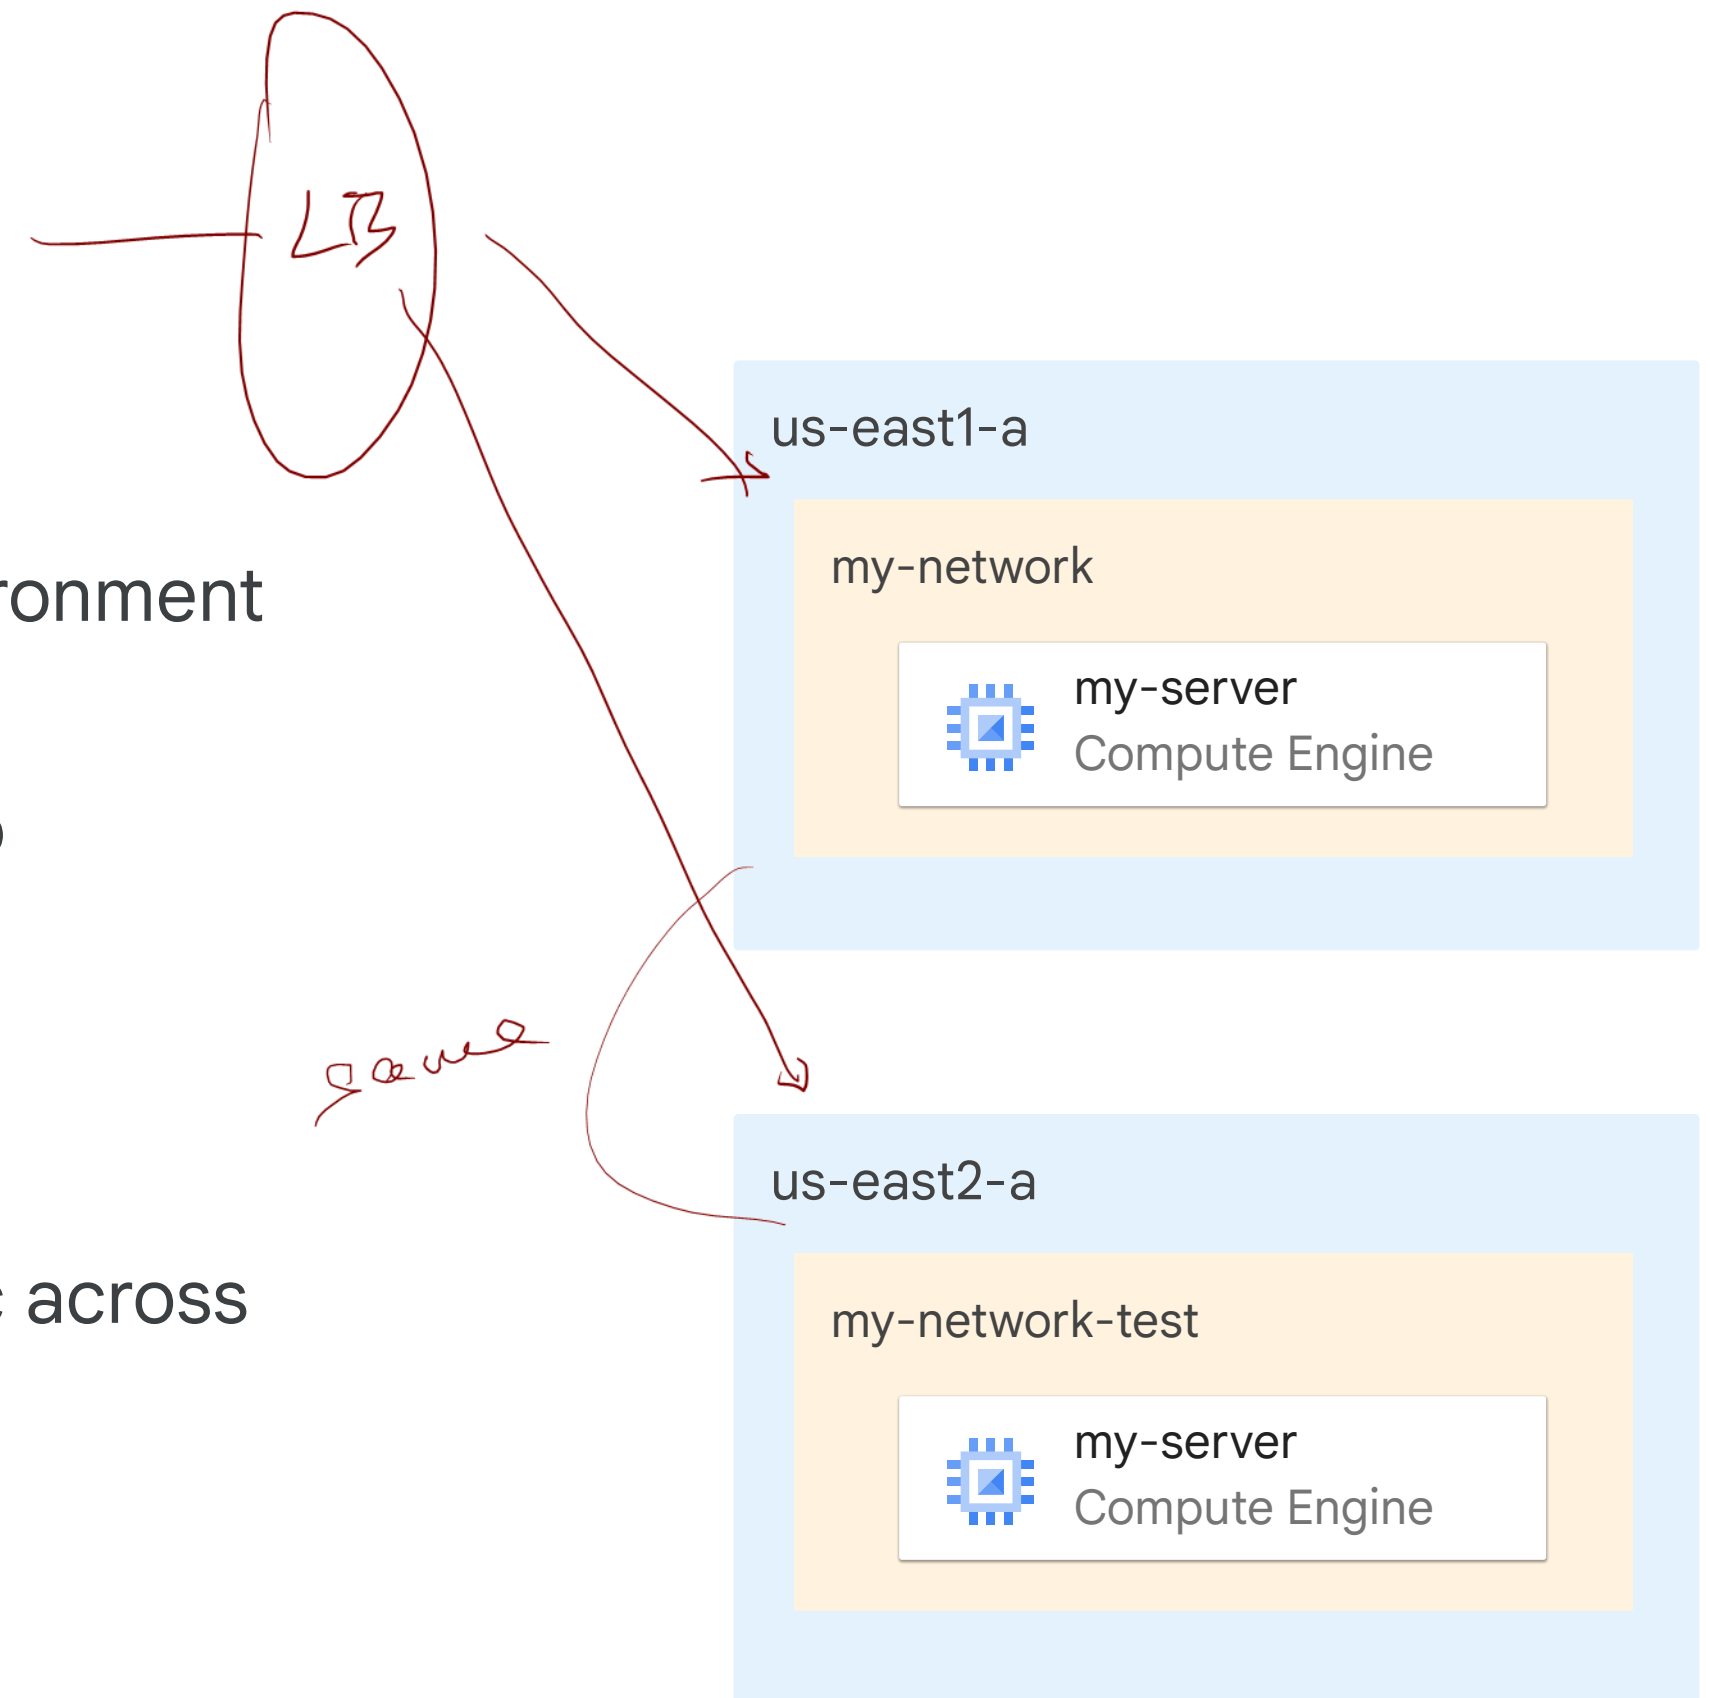 LB
us-east1-a
my-network
ronment
my-server
Compute Engine
same
us-east2-a
across
my-network-test
my-server
Compute Engine